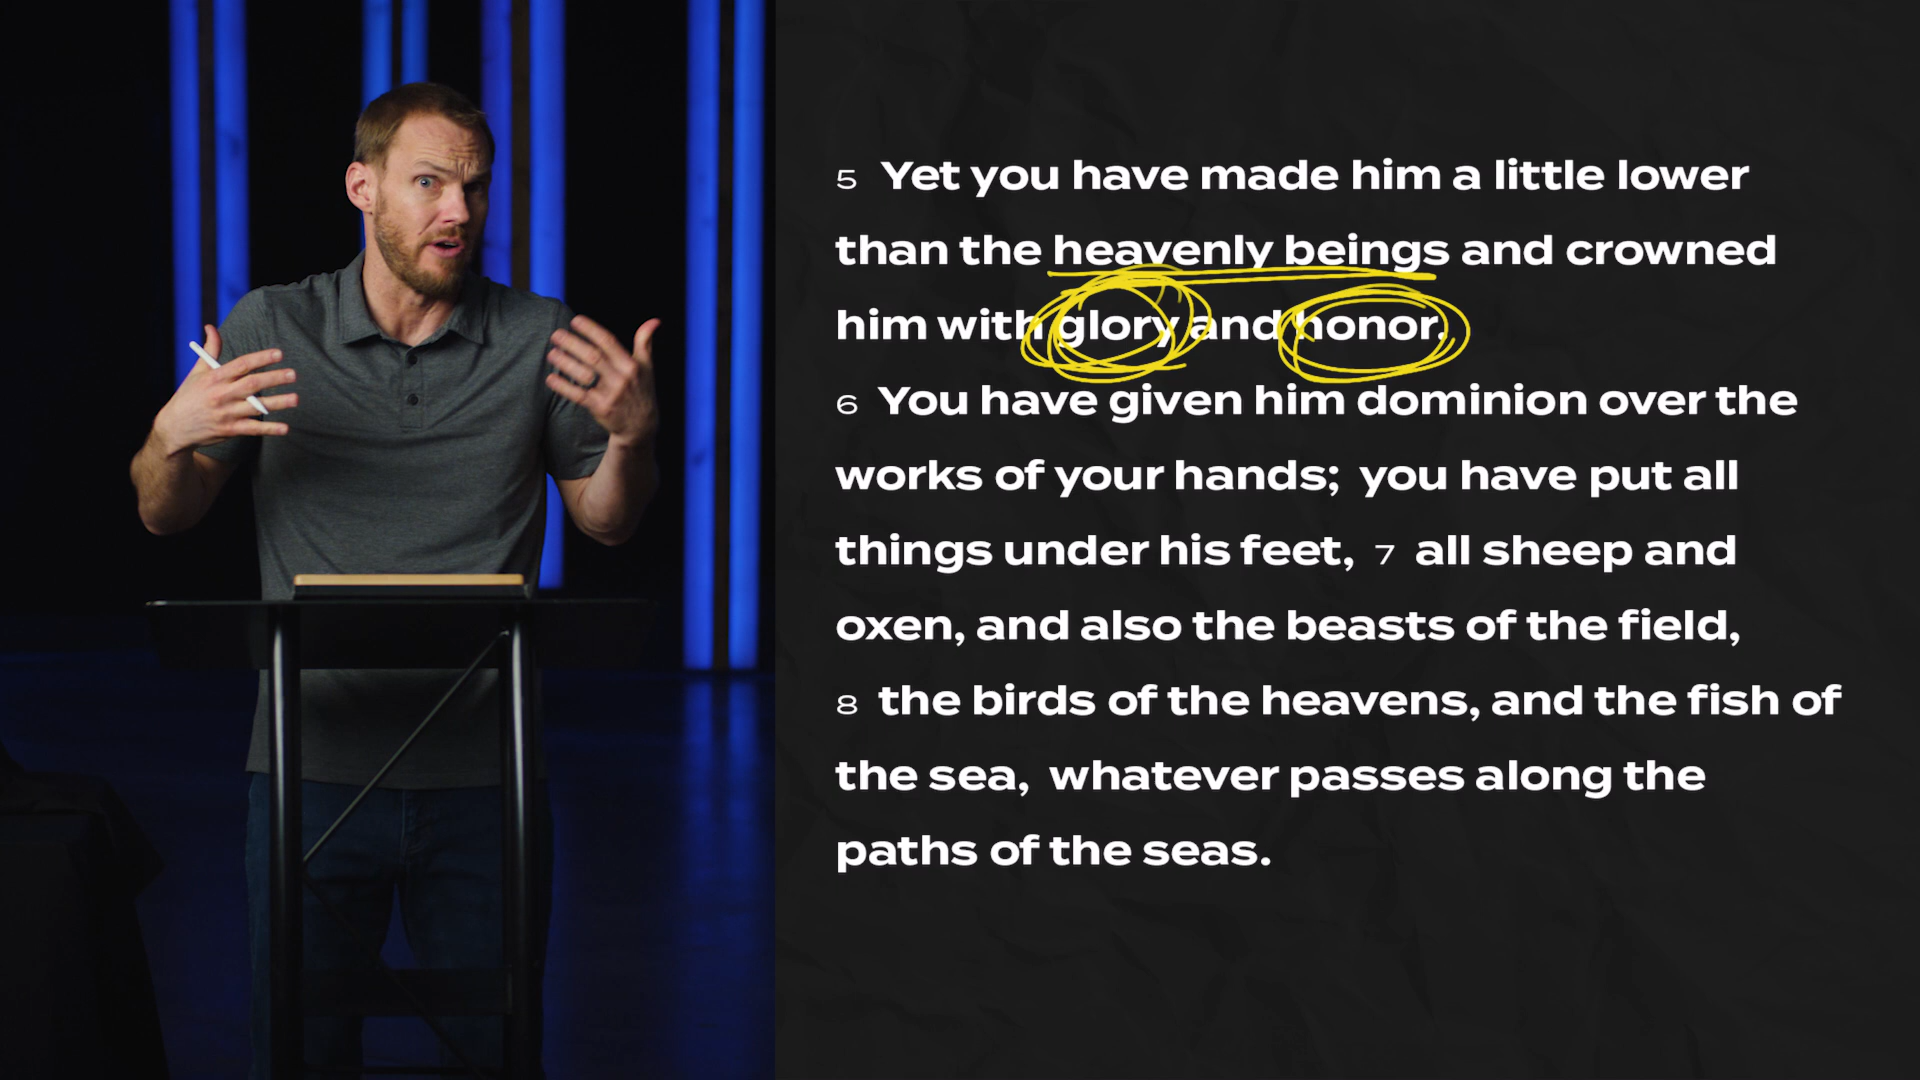 5 Yet you have made him a little lower
than the heavenly beings and crowned
him with glory and honor.
6 You have given him dominion over the
works of your hands; you have put all
things under his feet, 7 all sheep and
oxen, and also the beasts of the field,
8 the birds of the heavens, and the fish of
the sea, whatever passes along the
paths of the seas.